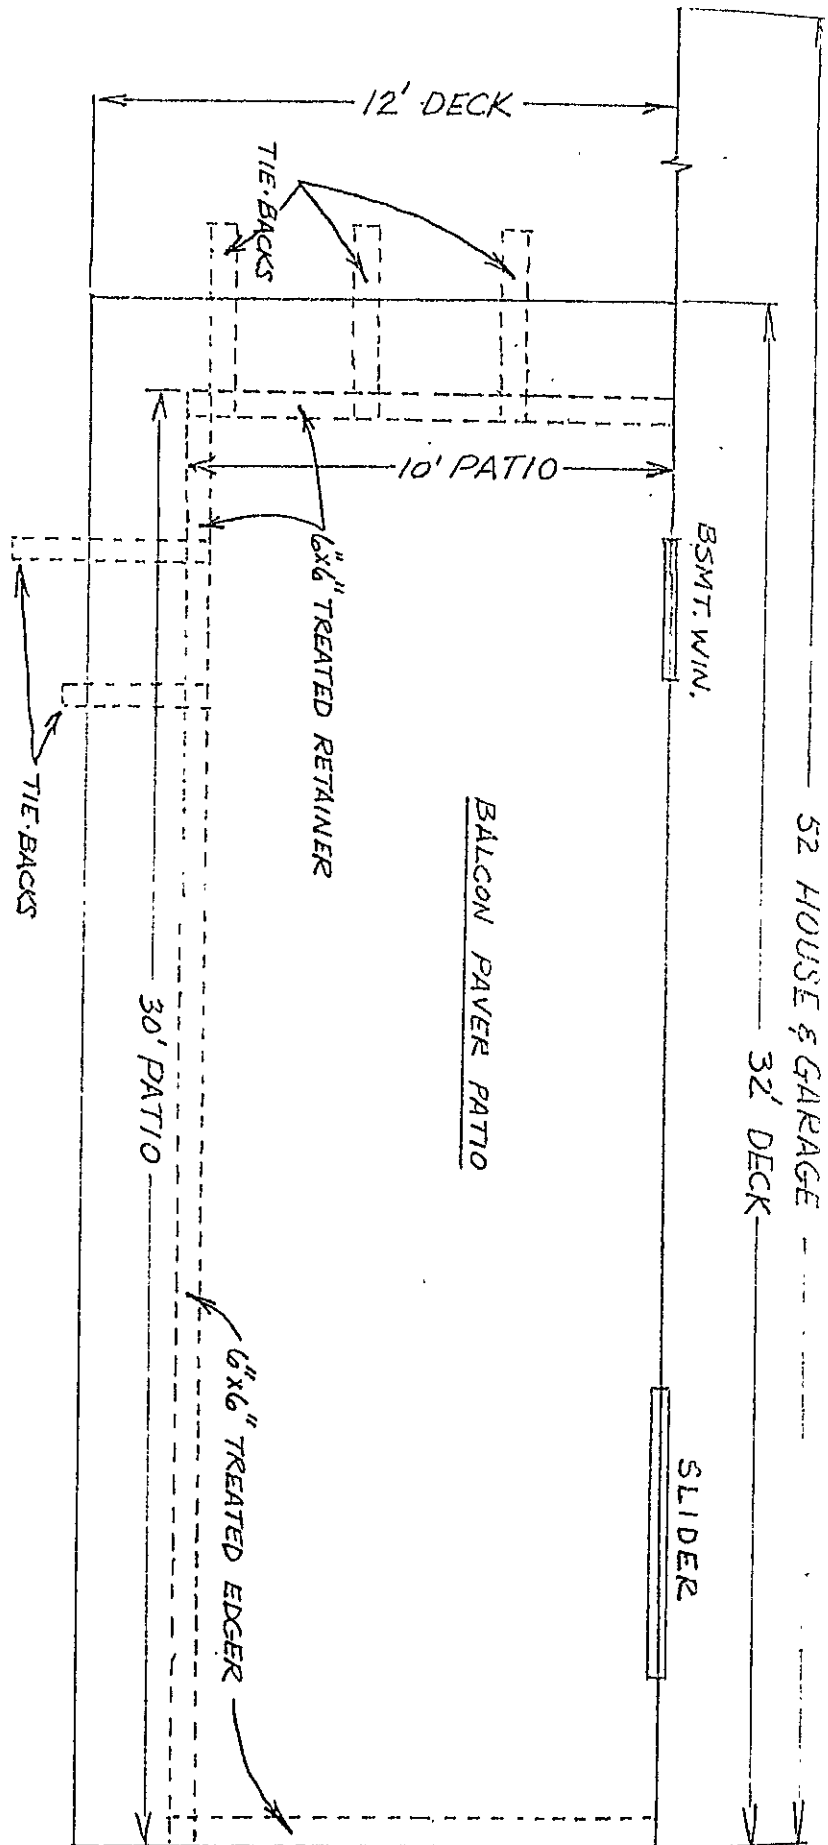 12' DECK
TIE-BACKS
10' PATIO
BSMT. WIN.
6"x6" TREATED RETAINER
TIE-BACKS
BALCON PAVER PATIO
52 HOUSE & GARAGE
32' DECK
30' PATIO
6"x6" TREATED EDGER
SLIDER